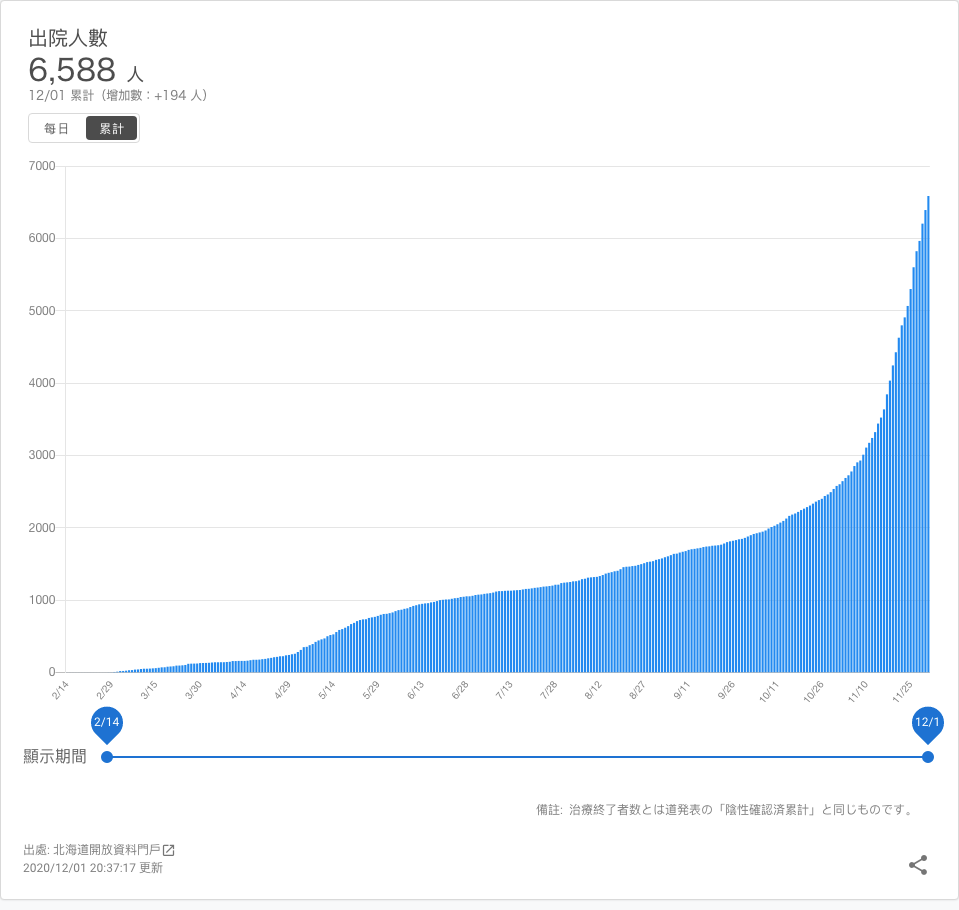 出院人數
6,588 人
12/01 累計（增加數：+194 人）
每日 累計
7000
6000
5000
4000
3000
2000
1000
0
2/14 2/29 3/15 3/30 4/14 4/29 5/14 5/29 6/13 6/28 7/13 7/28 8/12 8/27 9/11 9/26 10/11 10/26 11/10 11/25
2/14 12/1
顯示期間
備註: 治療終了者数とは道発表の「陰性確認済累計」と同じものです。
出處: 北海道開放資料門戶
2020/12/01 20:37:17 更新